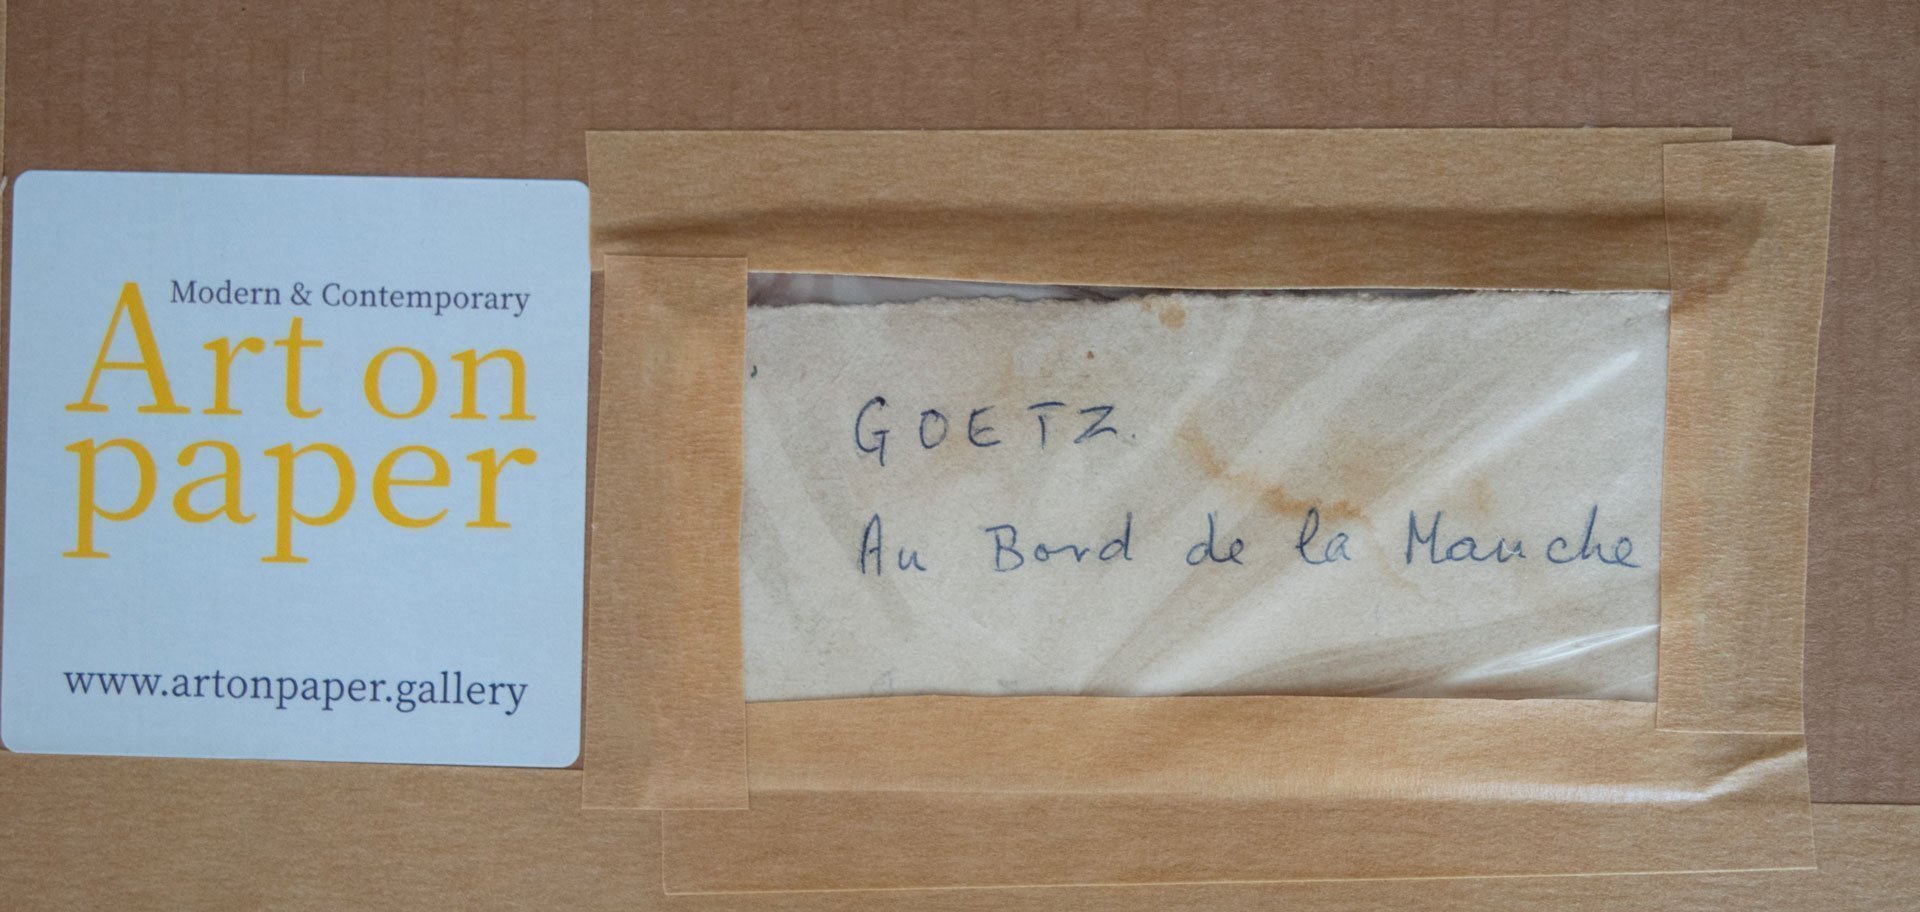 Modern & Contemporary
Art on
paper
www.artonpaper.gallery
GOETZ.
Au Bord de la Manche